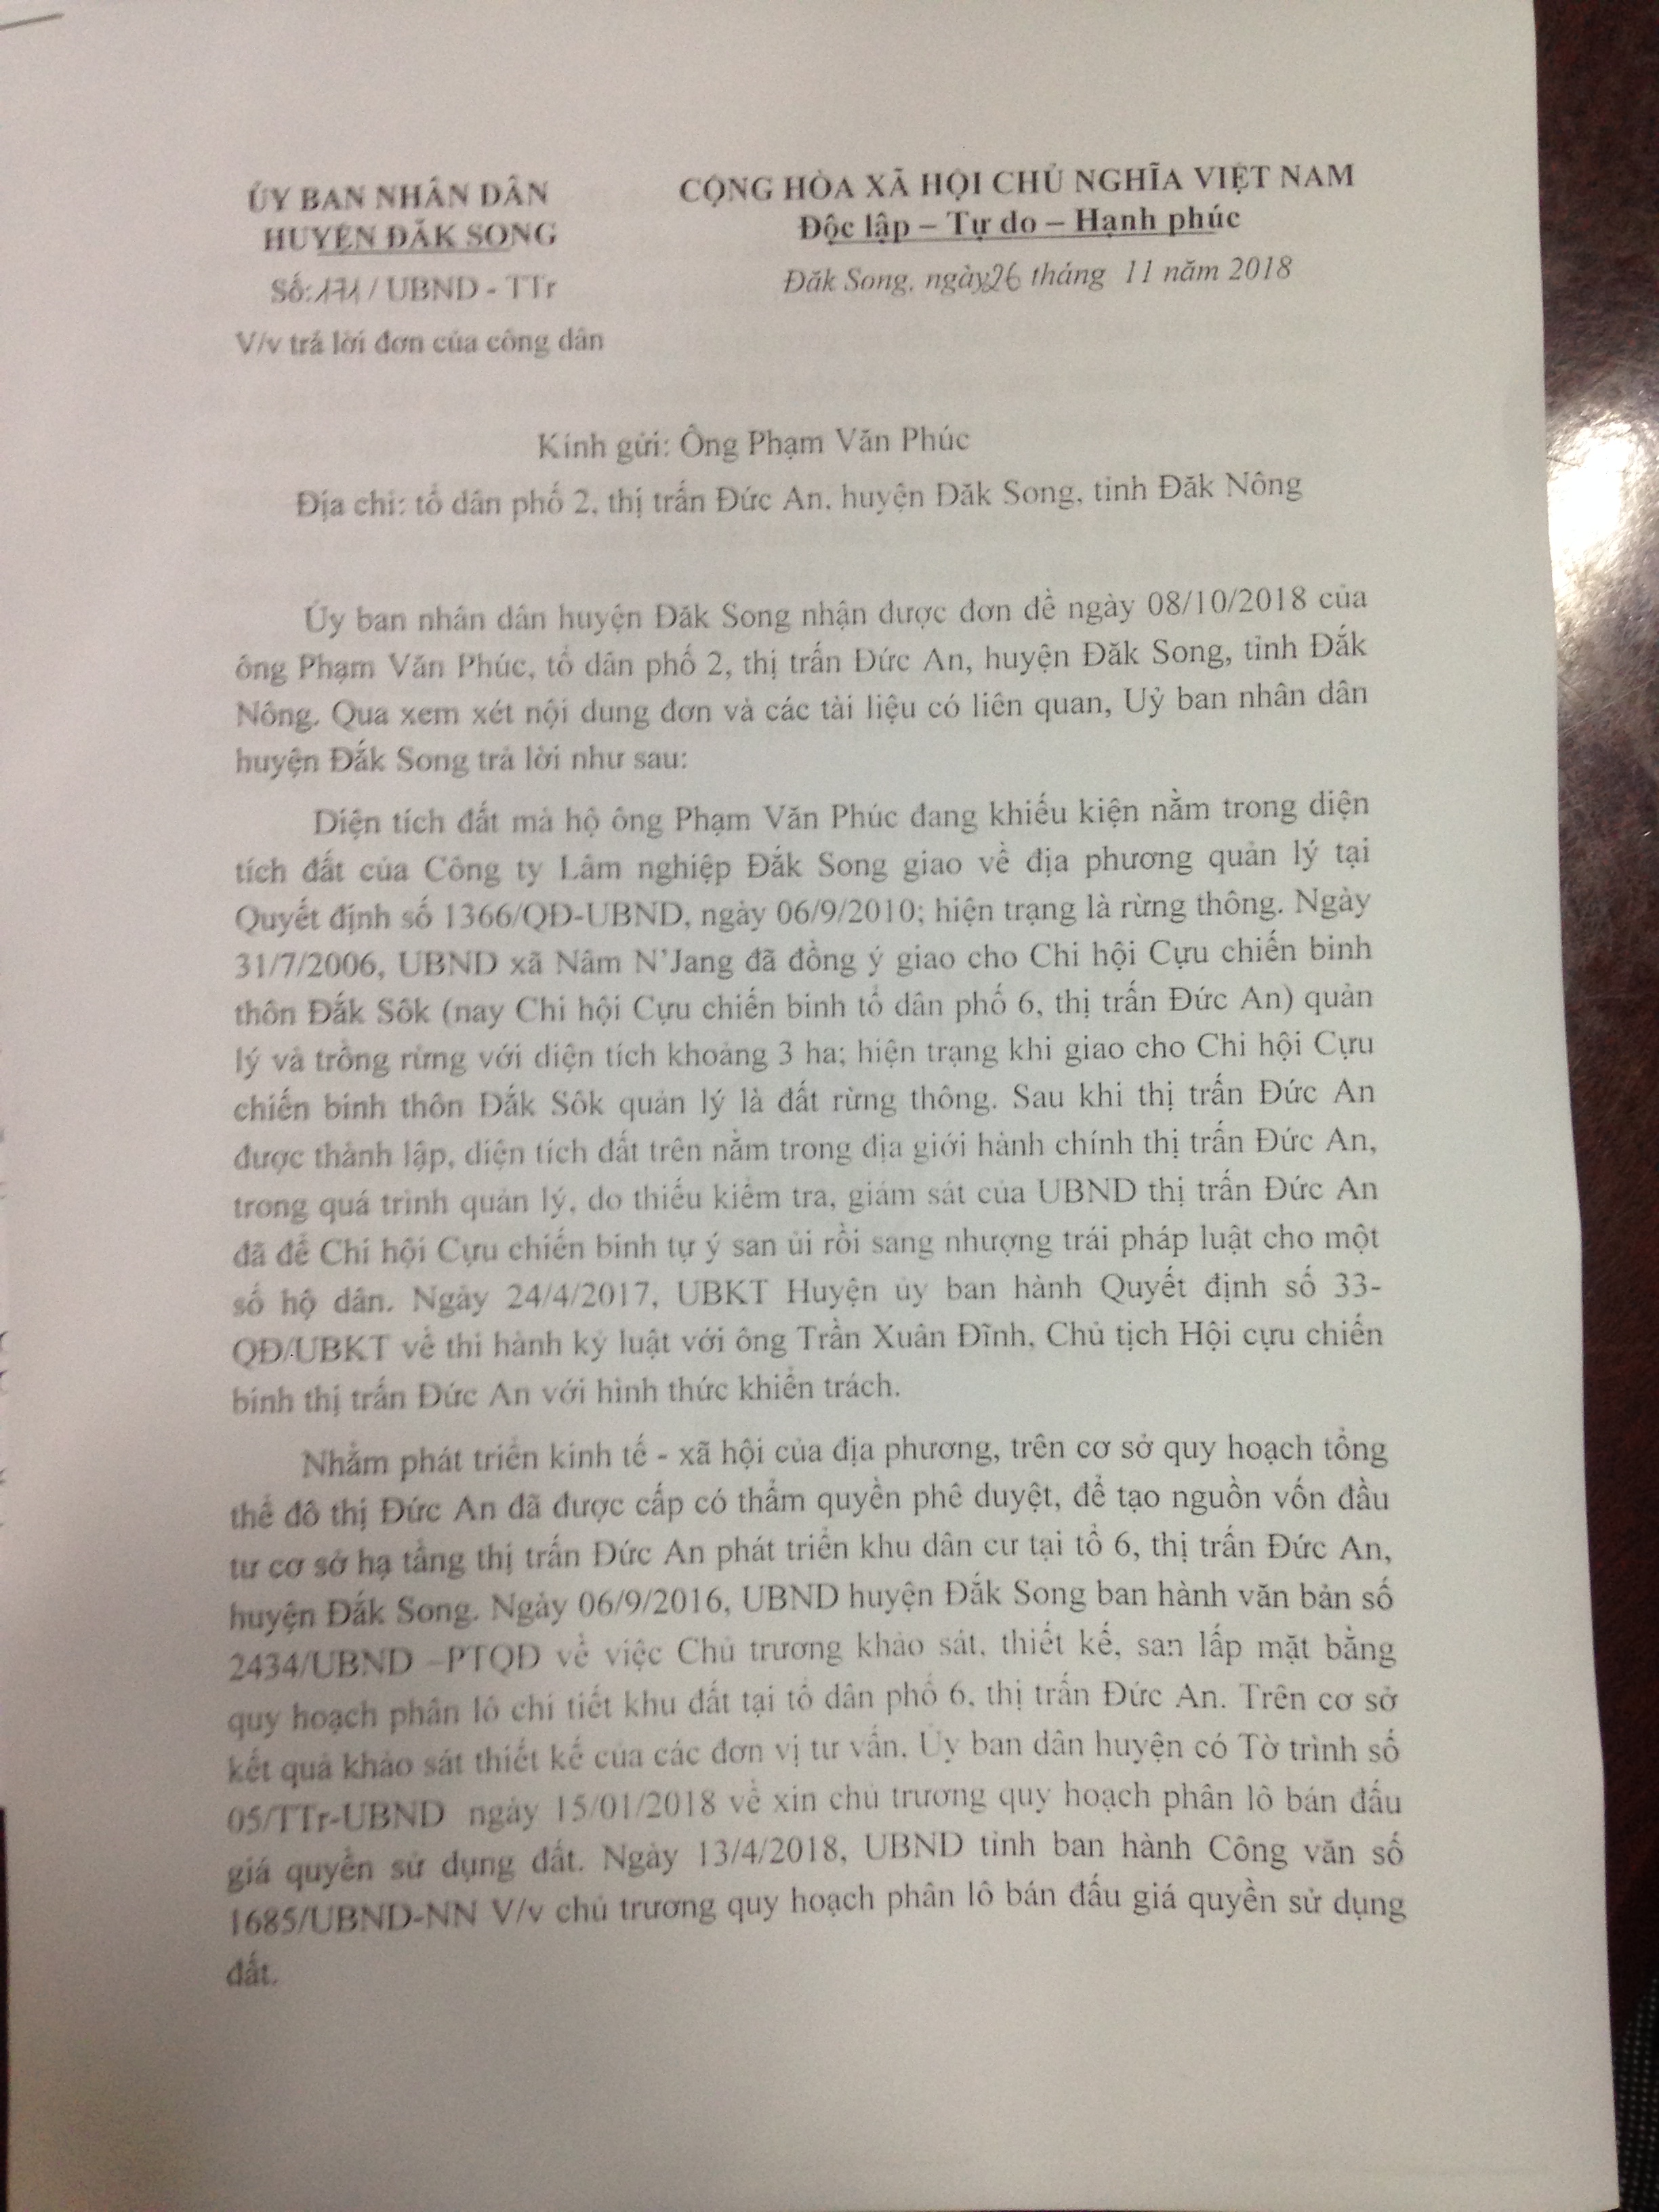 ỦY BAN NHÂN DÂN
HUYỆN ĐẮK SONG
Số: 171 / UBND - TTr
V/v trả lời đơn của công dân
CỘNG HÒA XÃ HỘI CHỦ NGHĨA VIỆT NAM
Độc lập – Tự do – Hạnh phúc
Đăk Song, ngày 26 tháng 11 năm 2018
Kính gửi: Ông Phạm Văn Phúc
Địa chỉ: tổ dân phố 2, thị trấn Đức An, huyện Đăk Song, tỉnh Đăk Nông
Ủy ban nhân dân huyện Đăk Song nhận được đơn đề ngày 08/10/2018 của
ông Phạm Văn Phúc, tổ dân phố 2, thị trấn Đức An, huyện Đăk Song, tỉnh Đắk
Nông. Qua xem xét nội dung đơn và các tài liệu có liên quan, Uỷ ban nhân dân
huyện Đắk Song trả lời như sau:
Diện tích đất mà hộ ông Phạm Văn Phúc đang khiếu kiện nằm trong diện
tích đất của Công ty Lâm nghiệp Đắk Song giao về địa phương quản lý tại
Quyết định số 1366/QĐ-UBND, ngày 06/9/2010; hiện trạng là rừng thông. Ngày
31/7/2006, UBND xã Nâm N’Jang đã đồng ý giao cho Chi hội Cựu chiến binh
thôn Đắk Sôk (nay Chi hội Cựu chiến binh tổ dân phố 6, thị trấn Đức An) quản
lý và trồng rừng với diện tích khoảng 3 ha; hiện trạng khi giao cho Chi hội Cựu
chiến binh thôn Đắk Sôk quản lý là đất rừng thông. Sau khi thị trấn Đức An
được thành lập, diện tích đất trên nằm trong địa giới hành chính thị trấn Đức An,
trong quá trình quản lý, do thiếu kiểm tra, giám sát của UBND thị trấn Đức An
đã để Chi hội Cựu chiến binh tự ý san ủi rồi sang nhượng trái pháp luật cho một
số hộ dân. Ngày 24/4/2017, UBKT Huyện ủy ban hành Quyết định số 33-
QĐ/UBKT về thi hành kỷ luật với ông Trần Xuân Đĩnh, Chủ tịch Hội cựu chiến
binh thị trấn Đức An với hình thức khiển trách.
Nhằm phát triển kinh tế - xã hội của địa phương, trên cơ sở quy hoạch tổng
thể đô thị Đức An đã được cấp có thẩm quyền phê duyệt, để tạo nguồn vốn đầu
tư cơ sở hạ tầng thị trấn Đức An phát triển khu dân cư tại tổ 6, thị trấn Đức An,
huyện Đắk Song. Ngày 06/9/2016, UBND huyện Đắk Song ban hành văn bản số
2434/UBND –PTQĐ về việc Chủ trương khảo sát, thiết kế, san lấp mặt bằng
quy hoạch phân lô chi tiết khu đất tại tổ dân phố 6, thị trấn Đức An. Trên cơ sở
kết quả khảo sát thiết kế của các đơn vị tư vấn, Ủy ban dân huyện có Tờ trình số
05/TTr-UBND ngày 15/01/2018 về xin chủ trương quy hoạch phân lô bán đấu
giá quyền sử dụng đất. Ngày 13/4/2018, UBND tỉnh ban hành Công văn số
1685/UBND-NN V/v chủ trương quy hoạch phân lô bán đấu giá quyền sử dụng
đất.